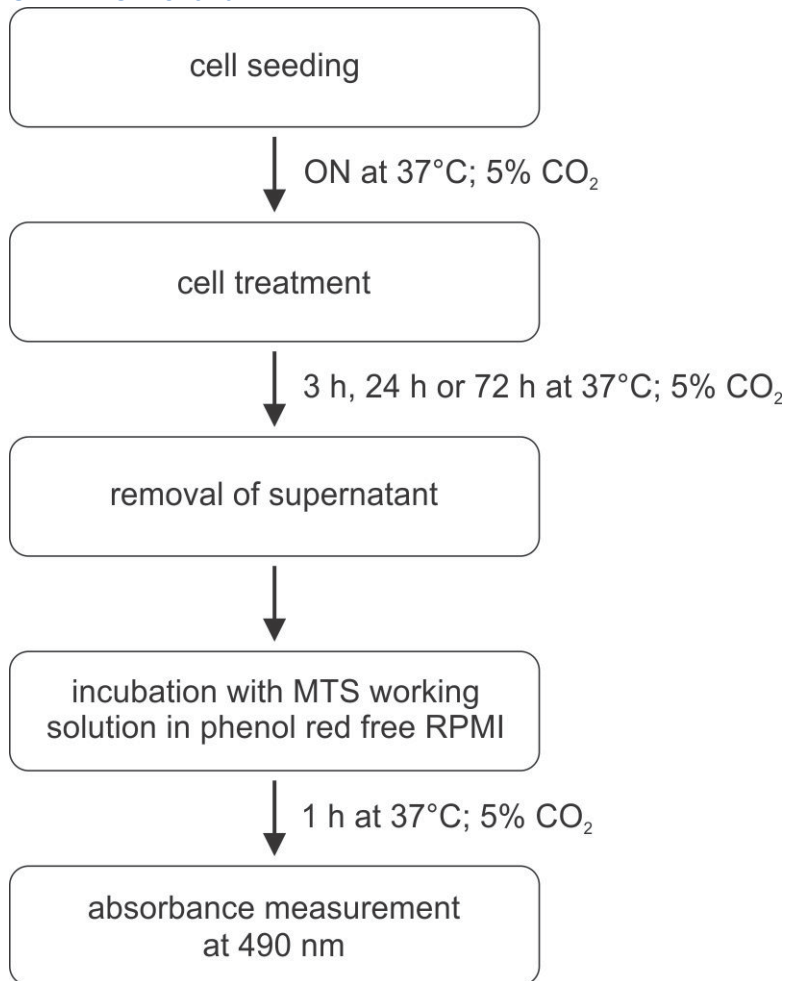 cell seeding
ON at 37°C; 5% CO₂
cell treatment
3 h, 24 h or 72 h at 37°C; 5% CO₂
removal of supernatant
incubation with MTS working
solution in phenol red free RPMI
1 h at 37°C; 5% CO₂
absorbance measurement
at 490 nm